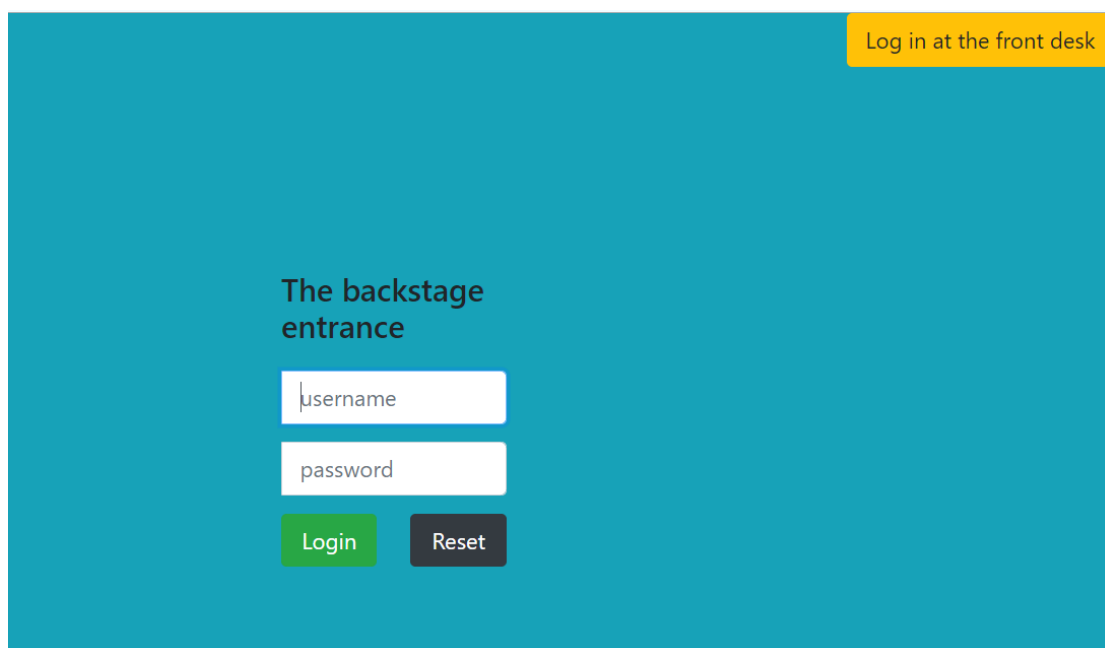 Log in at the front desk
The backstage
entrance
username
password
Login
Reset